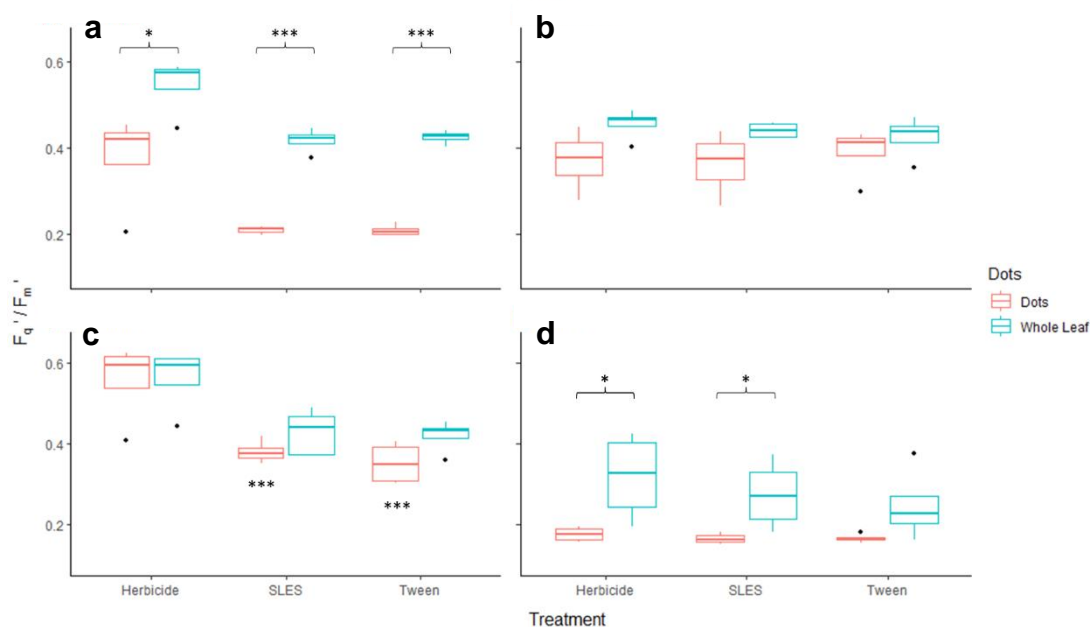 a
* *** ***
0.6
0.4
0.2
b
c
0.6
0.4
0.2
*** ***
d
* *
Fq'/Fm'
Herbicide SLES Tween
Herbicide SLES Tween
Treatment
Dots
Dots
Whole Leaf